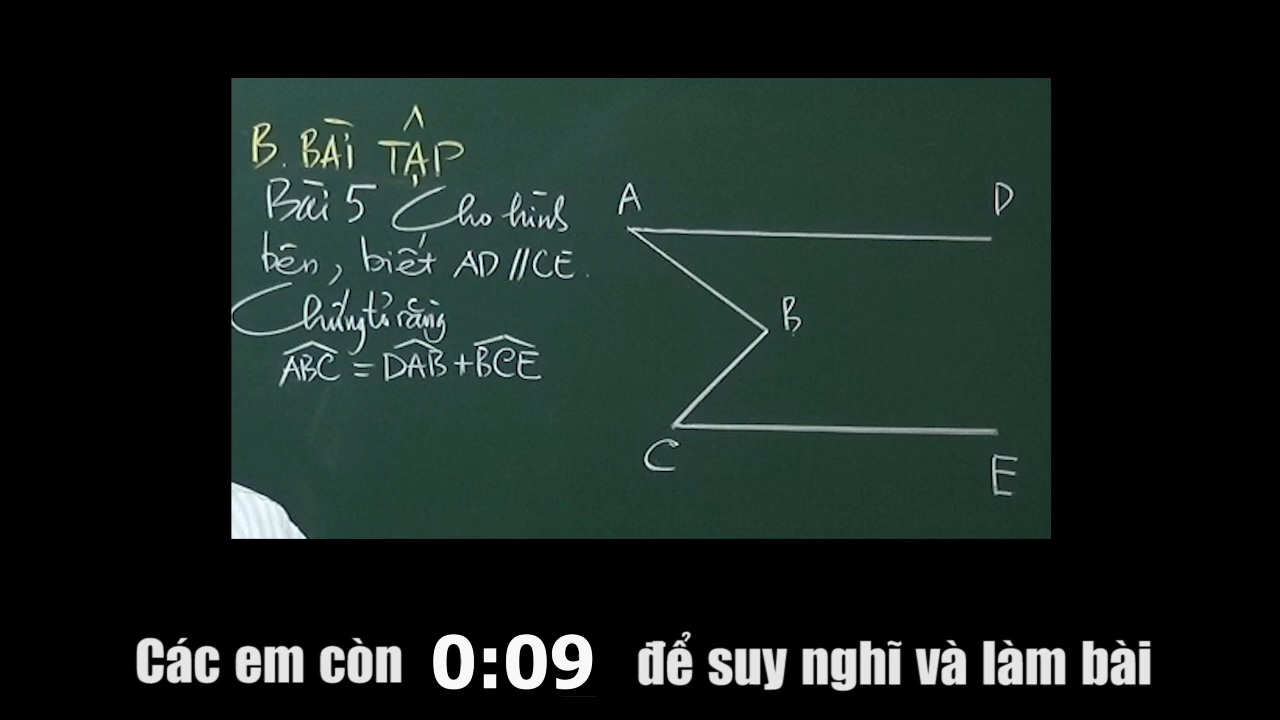 B. BÀI TẬP
Bài 5 Cho hình
bên, biết AD // CE.
Chứng tỏ rằng
ABC = DAB + BCE
A
D
B
C
E
Các em còn 0:09 để suy nghĩ và làm bài